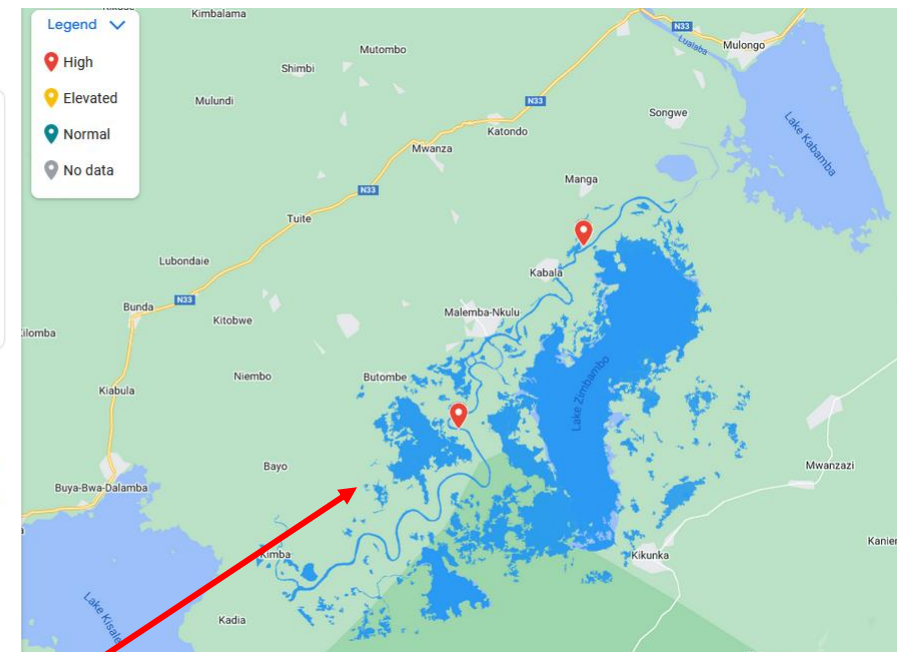 Legend
High
Elevated
Normal
No data
Kimbalama
Mutombo
Shimbi
Mulundi
N33
Lualaba
Mulongo
N33
Songwe
Katondo
Mwanza
Lake Kabamba
Manga
N33
Tuite
Lubondaie
Kabala
Bunda
N33
Kitobwe
Malemba-Nkulu
Niembo
Butombe
Kiabula
Lake Zimbambo
Bayo
Mwanzazi
Buya-Bwa-Dalamba
Kimba
Kikunka
Kadia
Lake Kisale